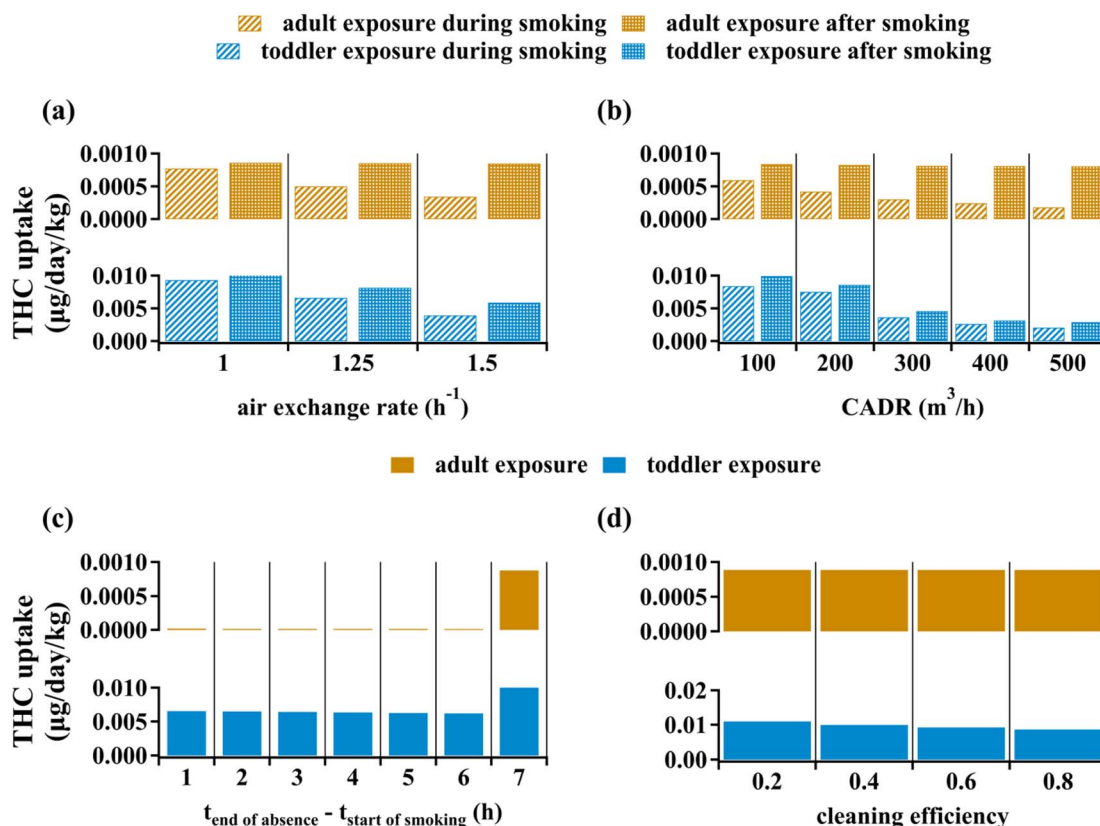 adult exposure during smoking adult exposure after smoking
toddler exposure during smoking toddler exposure after smoking
(a)
THC uptake
(µg/day/kg)
0.0010
0.0005
0.0000
0.010
0.005
0.000
1 1.25 1.5
air exchange rate (h⁻¹)
(b)
0.0010
0.0005
0.0000
0.010
0.005
0.000
100 200 300 400 500
CADR (m³/h)
adult exposure toddler exposure
(c)
THC uptake
(µg/day/kg)
0.0010
0.0005
0.0000
0.010
0.005
0.000
1 2 3 4 5 6 7
t end of absence - t start of smoking (h)
(d)
0.0010
0.0005
0.0000
0.02
0.01
0.00
0.2 0.4 0.6 0.8
cleaning efficiency